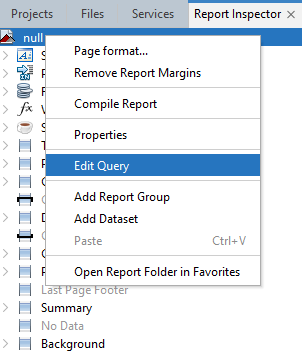 Projects Files Services Report Inspector
null
Page format...
Remove Report Margins
Compile Report
Properties
Edit Query
Add Report Group
Add Dataset
Paste Ctrl+V
Open Report Folder in Favorites
Last Page Footer
Summary
No Data
Background